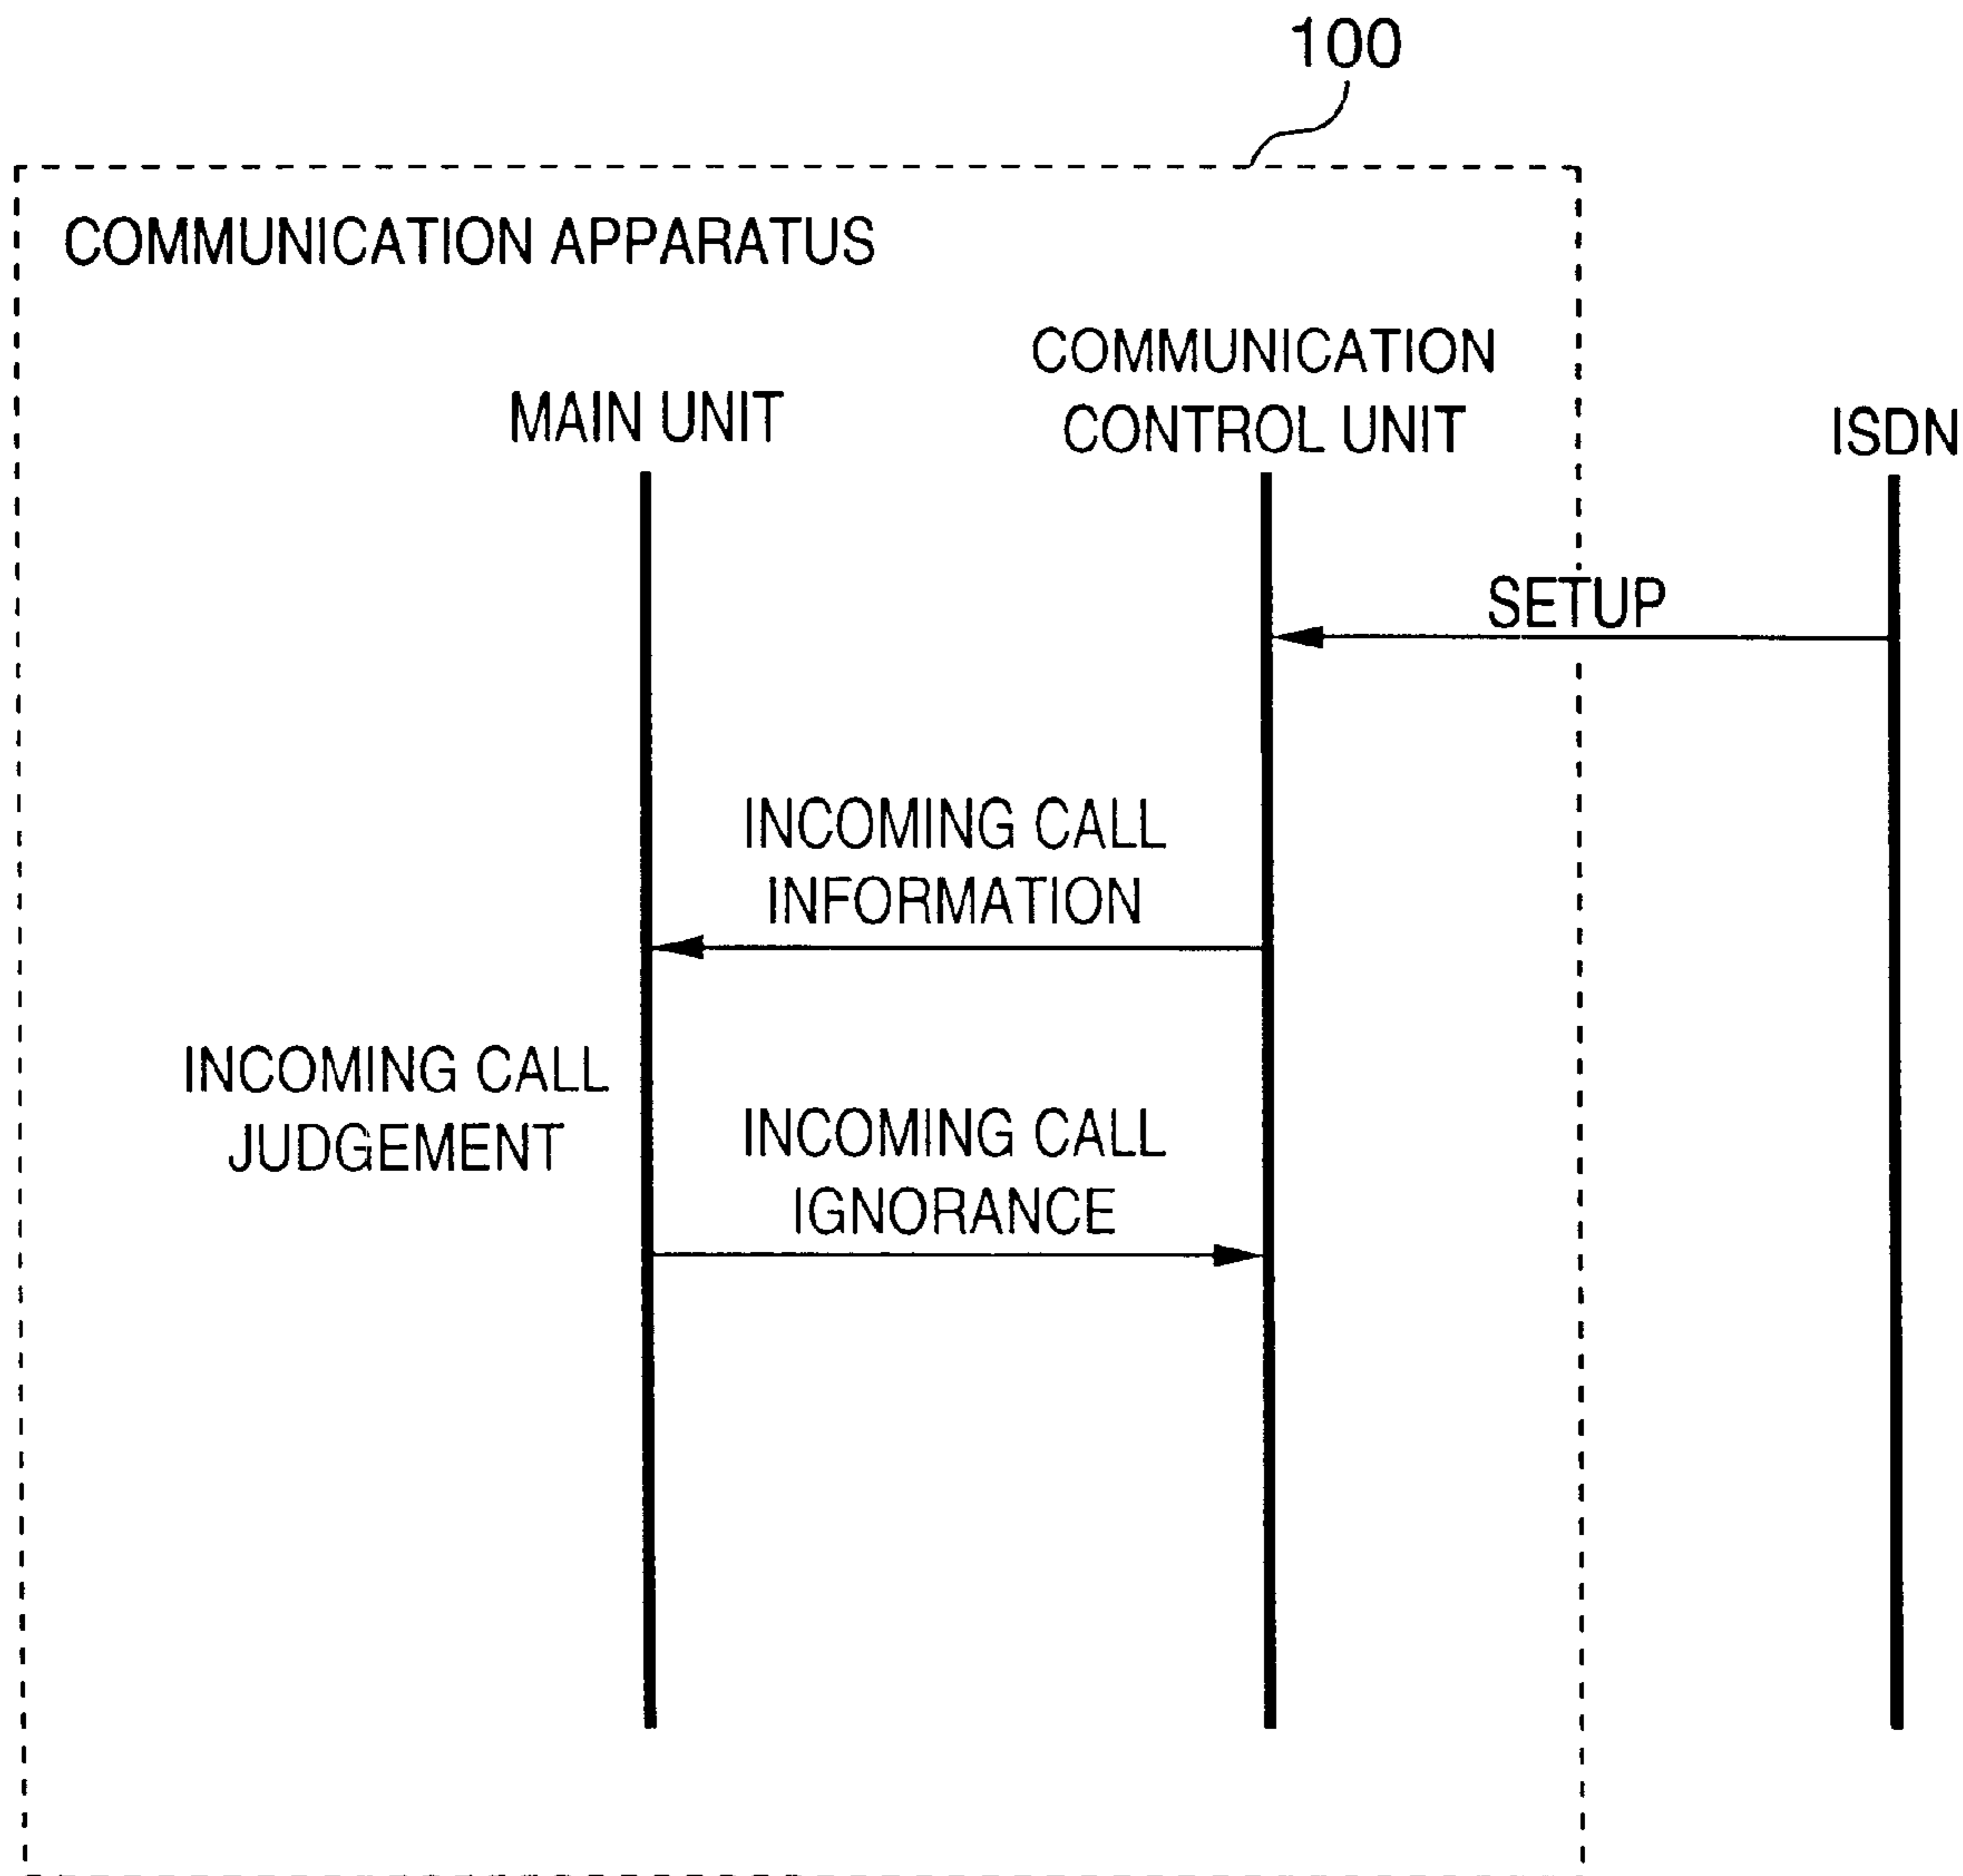 100
COMMUNICATION APPARATUS
MAIN UNIT
COMMUNICATION
CONTROL UNIT
ISDN
SETUP
INCOMING CALL
INFORMATION
INCOMING CALL
JUDGEMENT
INCOMING CALL
IGNORANCE